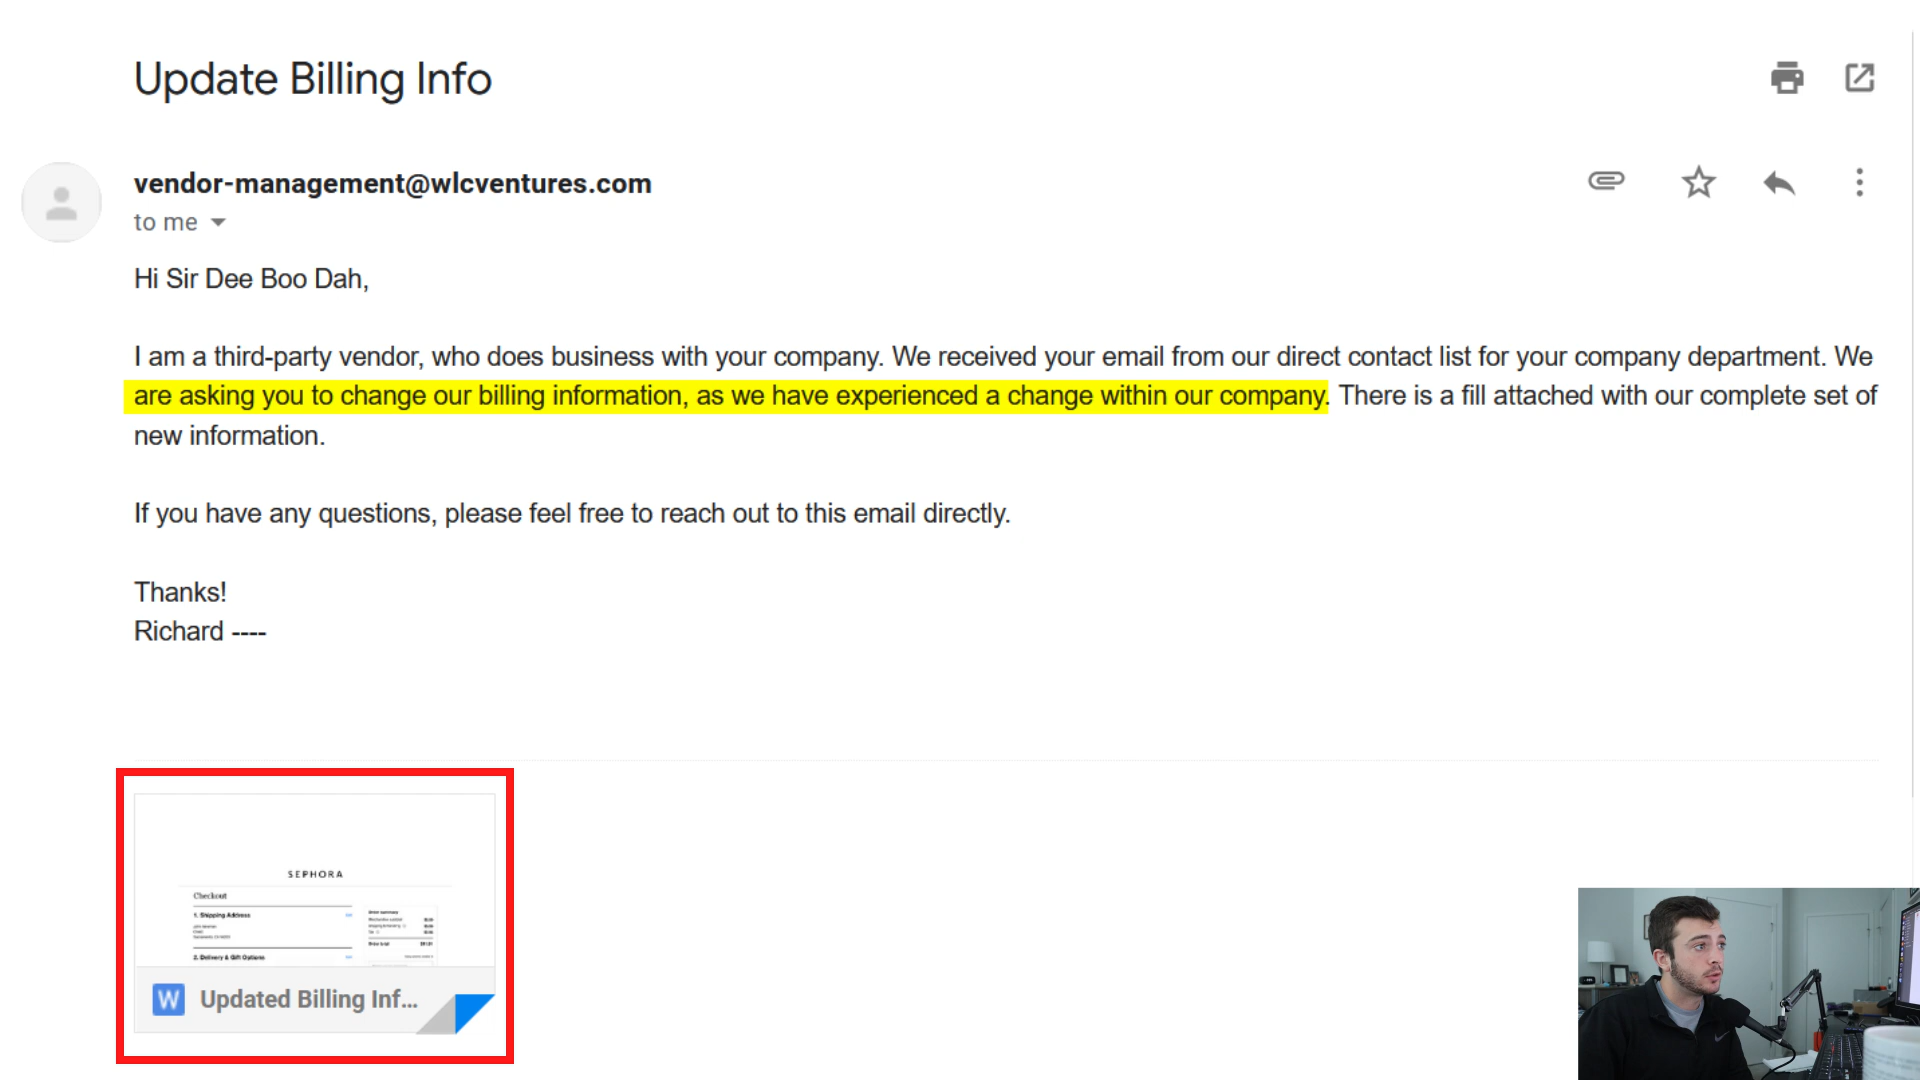 Update Billing Info
vendor-management@wlcventures.com
to me
Hi Sir Dee Boo Dah,
I am a third-party vendor, who does business with your company. We received your email from our direct contact list for your company department. We
are asking you to change our billing information, as we have experienced a change within our company. There is a fill attached with our complete set of
new information.
If you have any questions, please feel free to reach out to this email directly.
Thanks!
Richard ----
SEPHORA
Checkout
1. Shipping Address
Order summary
Order total
2. Delivery & Gift Options
W Updated Billing Inf...